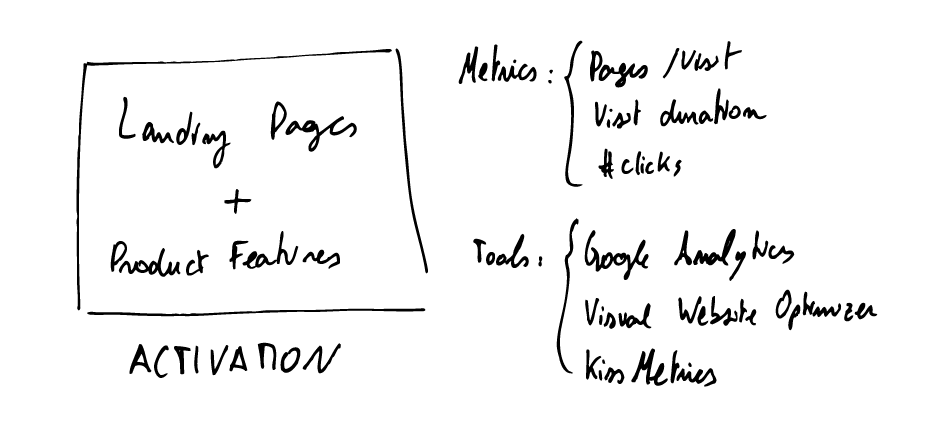 Landing Pages
+
Product Features
ACTIVATION
Metrics: { Pages / Visit
Visit duration
# clicks
Tools: { Google Analytics
Visual Website Optimizer
Kiss Metrics